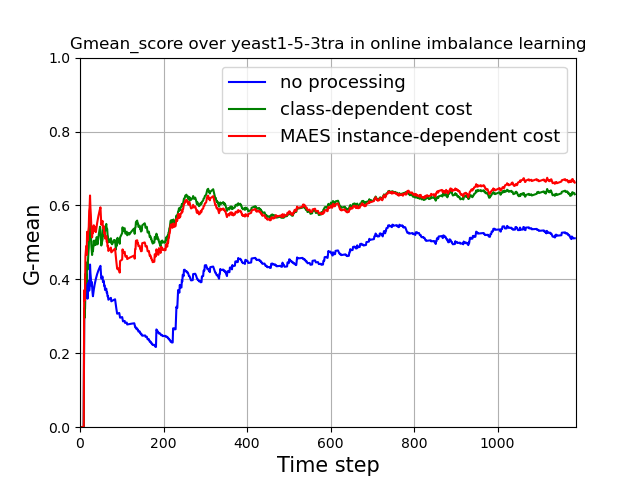 Gmean_score over yeast1-5-3tra in online imbalance learning
1.0
0.8
0.6
0.4
0.2
0.0
G-mean
no processing
class-dependent cost
MAES instance-dependent cost
0 200 400 600 800 1000
Time step